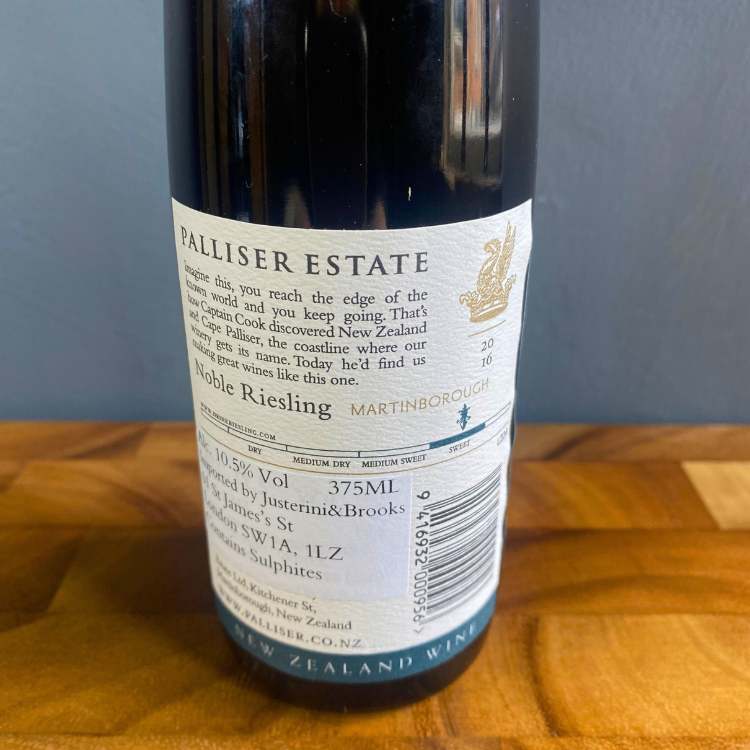 PALLISER ESTATE
Imagine this, you reach the edge of the
known world and you keep going. That's
how Captain Cook discovered New Zealand
and Cape Palliser, the coastline where our
winery gets its name. Today he'd find us
making great wines like this one.
20
16
Noble Riesling MARTINBOROUGH
DRY MEDIUM DRY MEDIUM SWEET SWEET
10.5% Vol 375ML
Imported by Justerini&Brooks
St James's St
London SW1A, 1LZ
Contains Sulphites
Ltd, Kitchener St,
Martinborough, New Zealand
WWW.PALLISER.CO.NZ
9 416932 000956 >
NEW ZEALAND WINE